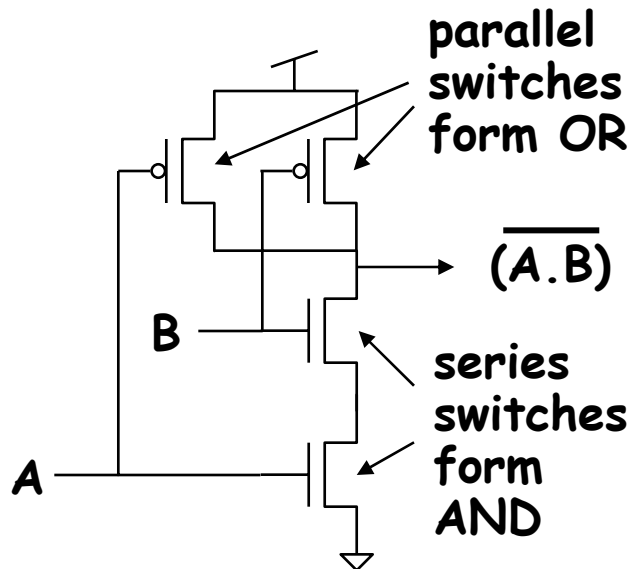 parallel
switches
form OR
(A.B)
B
series
switches
form
AND
A